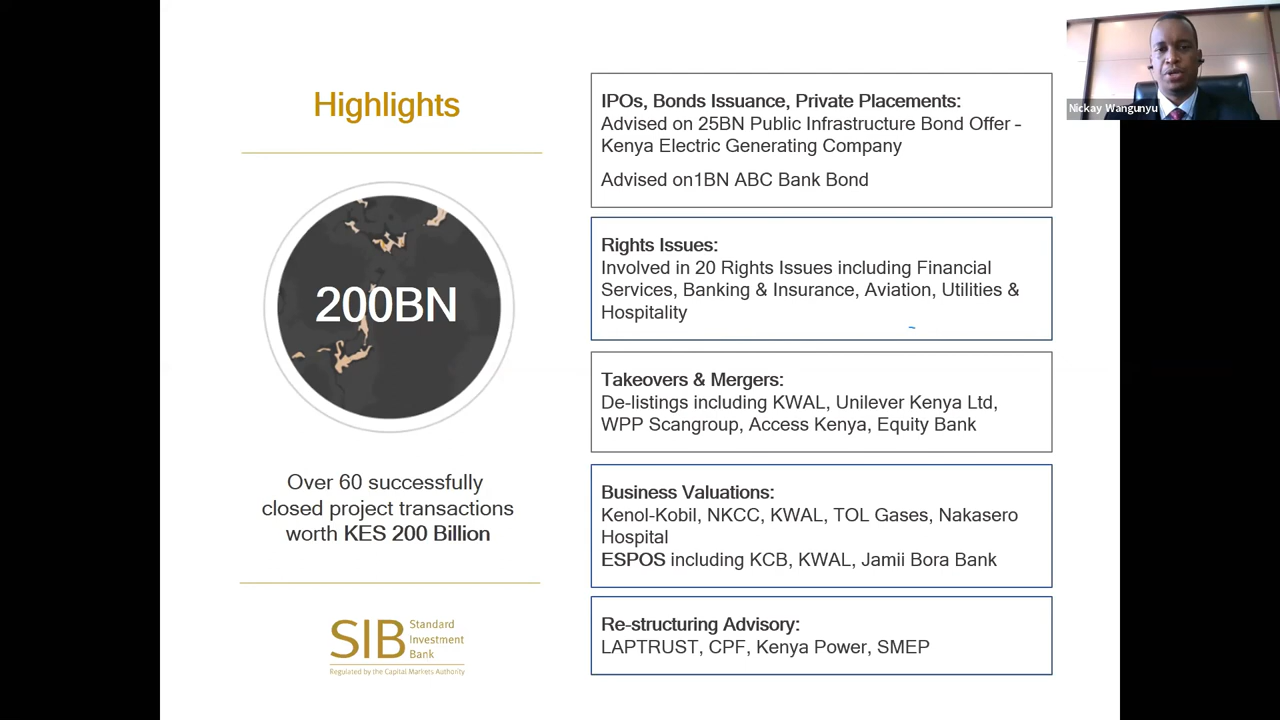 Highlights
200BN
Over 60 successfully
closed project transactions
worth KES 200 Billion
SIB Standard
Investment
Bank
Regulated by the Capital Markets Authority
IPOs, Bonds Issuance, Private Placements:
Advised on 25BN Public Infrastructure Bond Offer –
Kenya Electric Generating Company
Advised on1BN ABC Bank Bond
Rights Issues:
Involved in 20 Rights Issues including Financial
Services, Banking & Insurance, Aviation, Utilities &
Hospitality
Takeovers & Mergers:
De-listings including KWAL, Unilever Kenya Ltd,
WPP Scangroup, Access Kenya, Equity Bank
Business Valuations:
Kenol-Kobil, NKCC, KWAL, TOL Gases, Nakasero
Hospital
ESPOS including KCB, KWAL, Jamii Bora Bank
Re-structuring Advisory:
LAPTRUST, CPF, Kenya Power, SMEP
Nickay Wangunyu